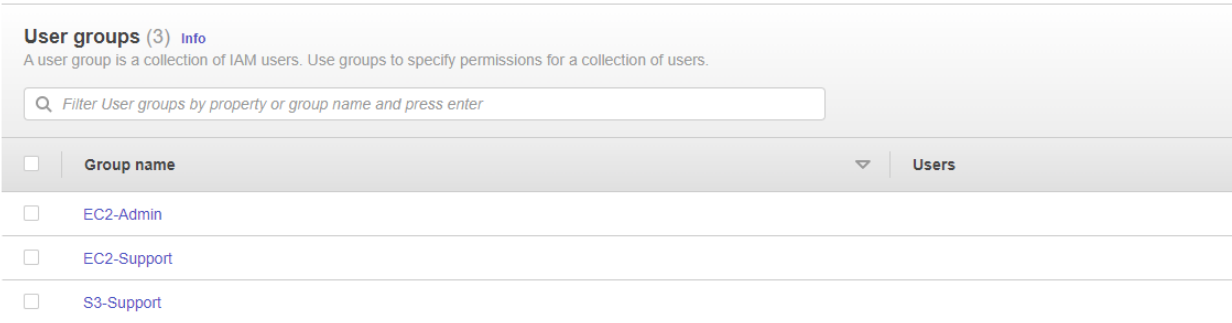 User groups (3) Info
A user group is a collection of IAM users. Use groups to specify permissions for a collection of users.
Filter User groups by property or group name and press enter
Group name Users
EC2-Admin
EC2-Support
S3-Support